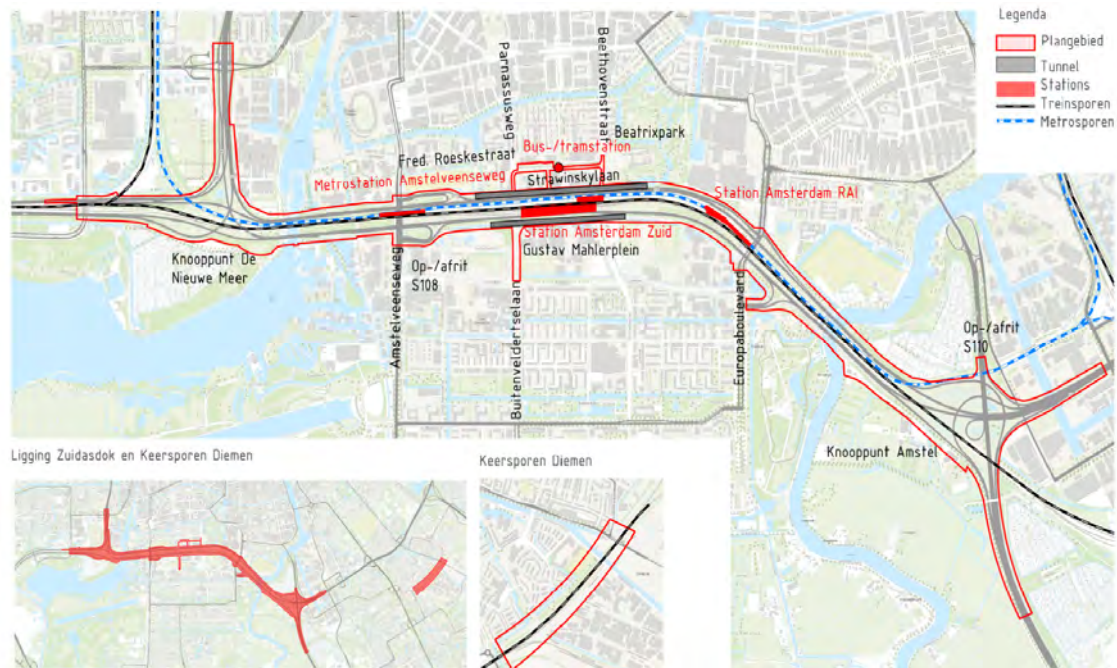 Legenda
Plangebied
Tunnel
Stations
Treinsporen
Metrosporen
Parnassusweg
Beethovenstraat
Beatrixpark
Bus-/tramstation
Fred. Roeskestraat
Strawinskylaan
Metrostation Amstelveenseweg
Station Amsterdam RAI
Station Amsterdam Zuid
Gustav Mahlerplein
Knooppunt De
Nieuwe Meer
Op-/afrit
S108
Amstelveenseweg
Buitenveldertselaan
Europaboulevard
Op-/afrit
S110
Knooppunt Amstel
Ligging Zuidasdok en Keersporen Diemen
Keersporen Diemen